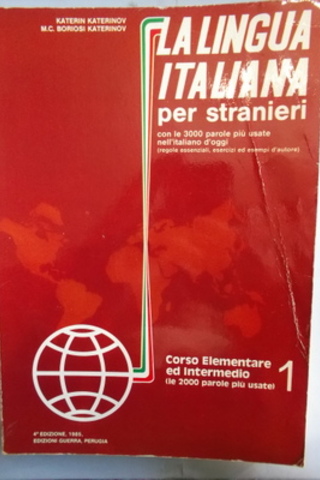 KATERIN KATERINOV
M.C. BORIOSI KATERINOV
LA LINGUA
ITALIANA
per stranieri
con le 3000 parole più usate
nell'italiano d'oggi
(regole essenziali, esercizi ed esempi d'autore)
Corso Elementare
ed Intermedio
(le 2000 parole più usate)
1
4ª EDIZIONE, 1985,
EDIZIONI GUERRA, PERUGIA